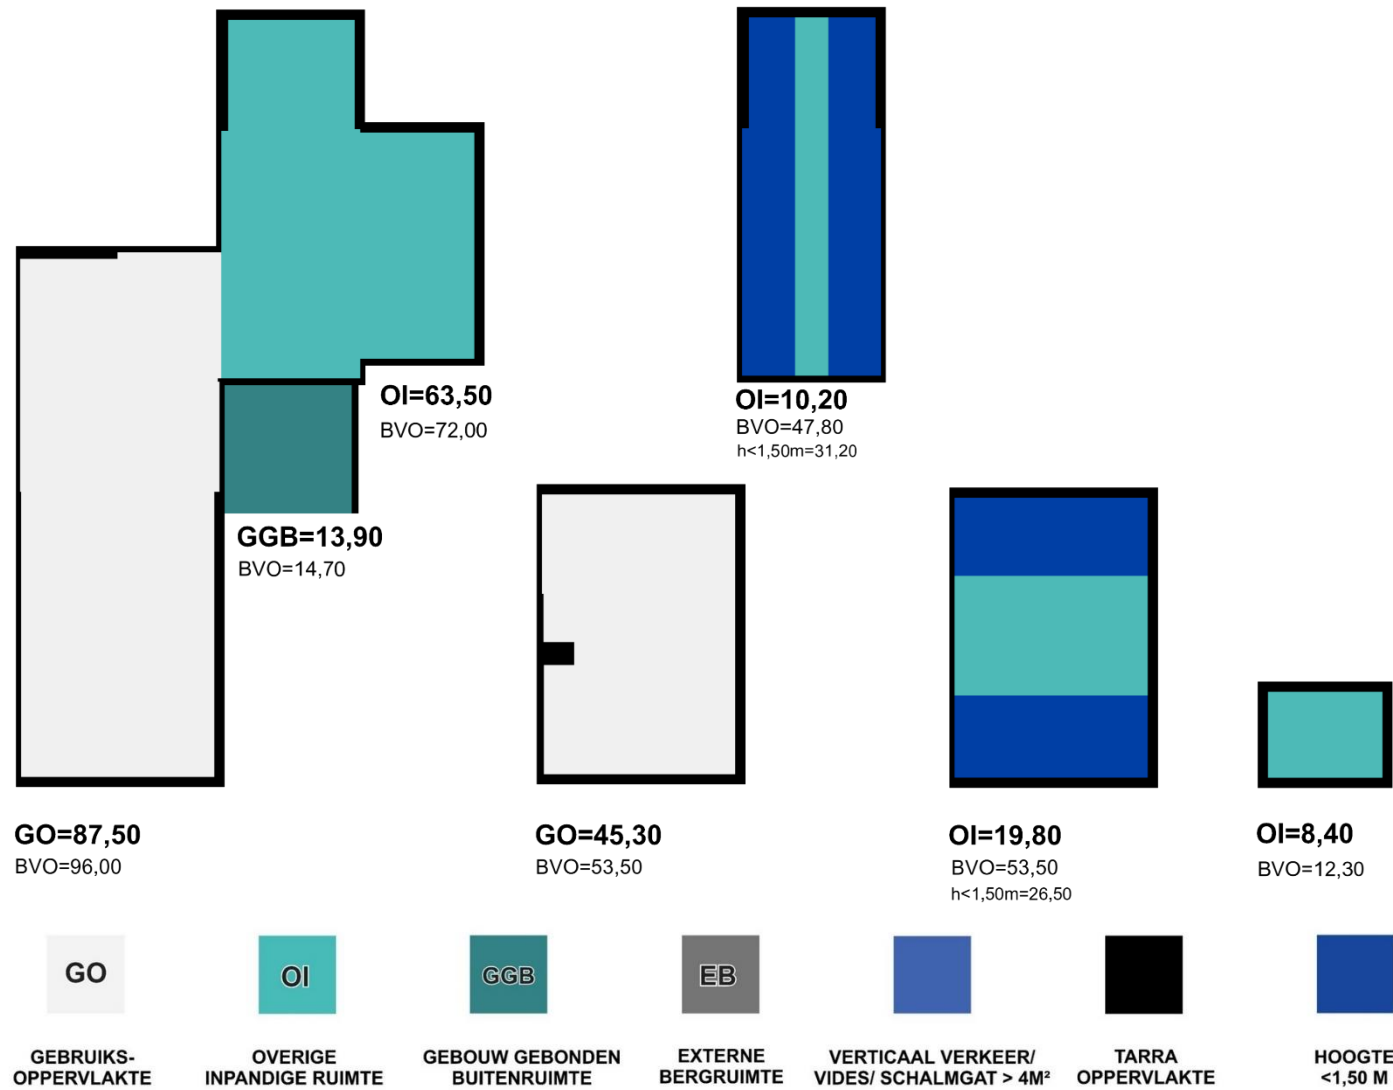 OI=63,50
BVO=72,00
OI=10,20
BVO=47,80
h<1,50m=31,20
GGB=13,90
BVO=14,70
GO=87,50
BVO=96,00
GO=45,30
BVO=53,50
OI=19,80
BVO=53,50
h<1,50m=26,50
OI=8,40
BVO=12,30
GO
GEBRUIKS-
OPPERVLAKTE
OI
OVERIGE
INPANDIGE RUIMTE
GGB
GEBOUW GEBONDEN
BUITENRUIMTE
EB
EXTERNE
BERGRUIMTE
VERTICAAL VERKEER/
VIDES/ SCHALMGAT > 4M²
TARRA
OPPERVLAKTE
HOOGTE
<1,50 M